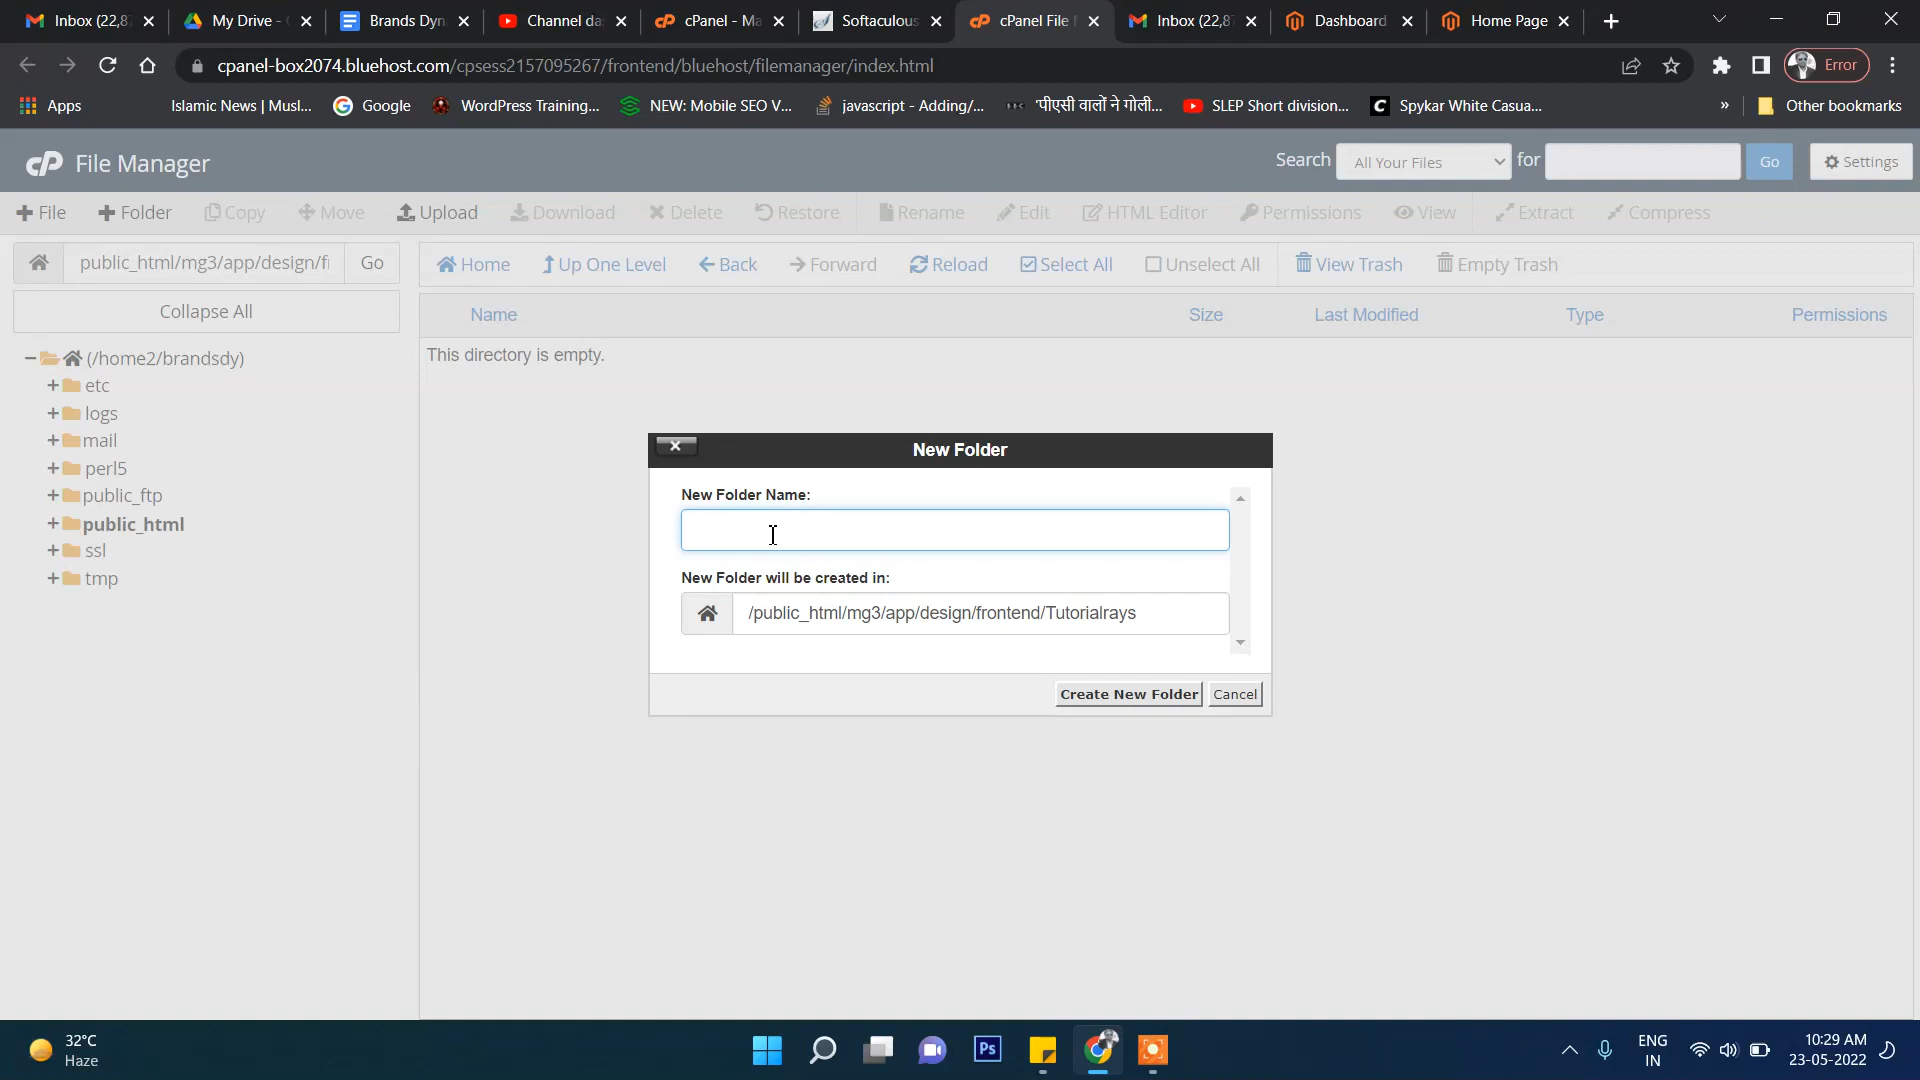 Inbox (22,8
My Drive -
Brands Dyn
Channel da
cPanel - Ma
Softaculous
cPanel File
Inbox (22,8
Dashboard
Home Page
cpanel-box2074.bluehost.com/cpsess2157095267/frontend/bluehost/filemanager/index.html
Error
Apps
Islamic News | Musl...
Google
WordPress Training...
NEW: Mobile SEO V...
javascript - Adding/...
'पीएसी वालों ने गोली...
SLEP Short division...
Spykar White Casua...
»
Other bookmarks
cP File Manager
Search
All Your Files
for
Go
Settings
File
Folder
Copy
Move
Upload
Download
Delete
Restore
Rename
Edit
HTML Editor
Permissions
View
Extract
Compress
public_html/mg3/app/design/fr
Go
Home
Up One Level
Back
Forward
Reload
Select All
Unselect All
View Trash
Empty Trash
Collapse All
Name
Size
Last Modified
Type
Permissions
This directory is empty.
(/home2/brandsdy)
etc
logs
mail
perl5
public_ftp
public_html
ssl
tmp
New Folder
New Folder Name:
New Folder will be created in:
/public_html/mg3/app/design/frontend/Tutorialrays
Create New Folder
Cancel
32°C
Haze
Ps
ENG
IN
10:29 AM
23-05-2022